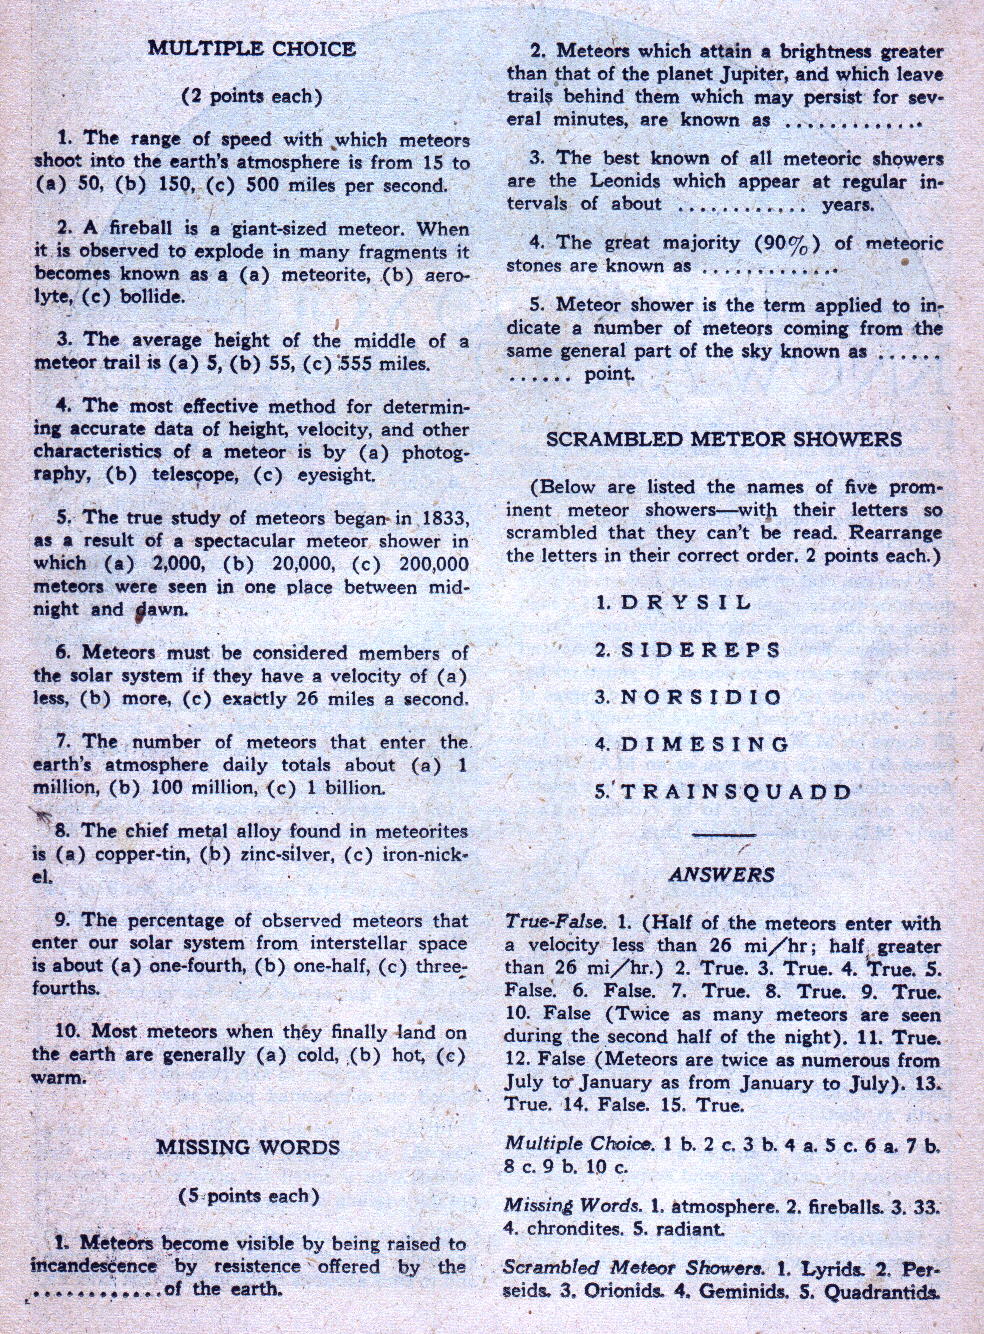 MULTIPLE CHOICE
(2 points each)
1. The range of speed with which meteors
shoot into the earth's atmosphere is from 15 to
(a) 50, (b) 150, (c) 500 miles per second.
2. A fireball is a giant-sized meteor. When
it is observed to explode in many fragments it
becomes known as a (a) meteorite, (b) aero-
lyte, (c) bollide.
3. The average height of the middle of a
meteor trail is (a) 5, (b) 55, (c) 555 miles.
4. The most effective method for determin-
ing accurate data of height, velocity, and other
characteristics of a meteor is by (a) photog-
raphy, (b) telescope, (c) eyesight.
5. The true study of meteors began in 1833,
as a result of a spectacular meteor shower in
which (a) 2,000, (b) 20,000, (c) 200,000
meteors were seen in one place between mid-
night and dawn.
6. Meteors must be considered members of
the solar system if they have a velocity of (a)
less, (b) more, (c) exactly 26 miles a second.
7. The number of meteors that enter the
earth's atmosphere daily totals about (a) 1
million, (b) 100 million, (c) 1 billion.
8. The chief metal alloy found in meteorites
is (a) copper-tin, (b) zinc-silver, (c) iron-nick-
el.
9. The percentage of observed meteors that
enter our solar system from interstellar space
is about (a) one-fourth, (b) one-half, (c) three-
fourths.
10. Most meteors when they finally land on
the earth are generally (a) cold, (b) hot, (c)
warm.
MISSING WORDS
(5 points each)
1. Meteors become visible by being raised to
incandescence by resistence offered by the
............of the earth.
2. Meteors which attain a brightness greater
than that of the planet Jupiter, and which leave
trails behind them which may persist for sev-
eral minutes, are known as ............
3. The best known of all meteoric showers
are the Leonids which appear at regular in-
tervals of about ............ years.
4. The great majority (90%) of meteoric
stones are known as ............
5. Meteor shower is the term applied to in-
dicate a number of meteors coming from the
same general part of the sky known as ......
...... point.
SCRAMBLED METEOR SHOWERS
(Below are listed the names of five prom-
inent meteor showers—with their letters so
scrambled that they can't be read. Rearrange
the letters in their correct order. 2 points each.)
1. D R Y S I L
2. S I D E R E P S
3. N O R S I D I O
4. D I M E S I N G
5. T R A I N S Q U A D D
ANSWERS
True-False. 1. (Half of the meteors enter with
a velocity less than 26 mi/hr; half greater
than 26 mi/hr.) 2. True. 3. True. 4. True. 5.
False. 6. False. 7. True. 8. True. 9. True.
10. False (Twice as many meteors are seen
during the second half of the night). 11. True.
12. False (Meteors are twice as numerous from
July to January as from January to July). 13.
True. 14. False. 15. True.
Multiple Choice. 1 b. 2 c. 3 b. 4 a. 5 c. 6 a. 7 b.
8 c. 9 b. 10 c.
Missing Words. 1. atmosphere. 2. fireballs. 3. 33.
4. chrondites. 5. radiant.
Scrambled Meteor Showers. 1. Lyrids. 2. Per-
seids. 3. Orionids. 4. Geminids. 5. Quadrantids.